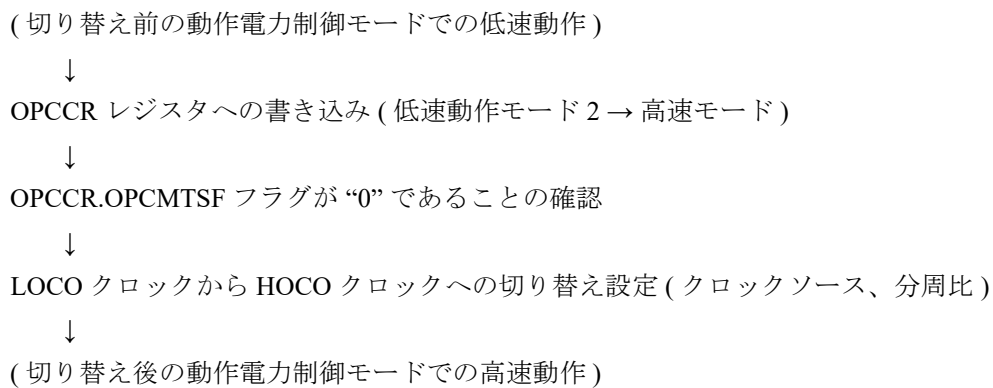 ( 切り替え前の動作電力制御モードでの低速動作 )
↓
OPCCR レジスタへの書き込み ( 低速動作モード 2 → 高速モード )
↓
OPCCR.OPCMTSF フラグが “0” であることの確認
↓
LOCO クロックから HOCO クロックへの切り替え設定 ( クロックソース、分周比 )
↓
( 切り替え後の動作電力制御モードでの高速動作 )